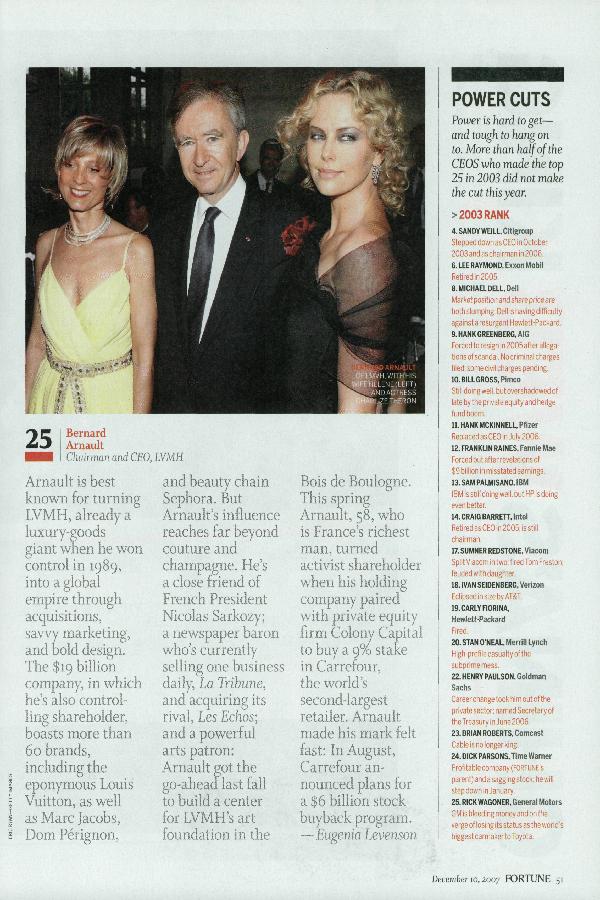 BERNARD ARNAULT
OF LVMH, WITH HIS
WIFE HELENE (LEFT)
AND ACTRESS
CHARLIZE THERON
25
Bernard
Arnault
Chairman and CEO, LVMH
Arnault is best
known for turning
LVMH, already a
luxury-goods
giant when he won
control in 1989,
into a global
empire through
acquisitions,
savvy marketing,
and bold design.
The $19 billion
company, in which
he's also control-
ling shareholder,
boasts more than
60 brands,
including the
eponymous Louis
Vuitton, as well
as Marc Jacobs,
Dom Pérignon,
and beauty chain
Sephora. But
Arnault's influence
reaches far beyond
couture and
champagne. He's
a close friend of
French President
Nicolas Sarkozy;
a newspaper baron
who's currently
selling one business
daily, La Tribune,
and acquiring its
rival, Les Echos;
and a powerful
arts patron:
Arnault got the
go-ahead last fall
to build a center
for LVMH's art
foundation in the
Bois de Boulogne.
This spring
Arnault, 58, who
is France's richest
man, turned
activist shareholder
when his holding
company paired
with private equity
firm Colony Capital
to buy a 9% stake
in Carrefour,
the world's
second-largest
retailer. Arnault
made his mark felt
fast: In August,
Carrefour an-
nounced plans for
a $6 billion stock
buyback program.
—Eugenia Levenson
POWER CUTS
Power is hard to get—
and tough to hang on
to. More than half of the
CEOS who made the top
25 in 2003 did not make
the cut this year.
> 2003 RANK
4. SANDY WEILL, Citigroup
Stepped down as CEO in October
2003 and as chairman in 2006.
6. LEE RAYMOND, Exxon Mobil
Retired in 2005.
8. MICHAEL DELL, Dell
Market position and share price are
both slumping. Dell is having difficulty
against a resurgent Hewlett-Packard.
9. HANK GREENBERG, AIG
Forced to resign in 2005 after allega-
tions of scandal. No criminal charges
filed; some civil charges pending.
10. BILL GROSS, Pimco
Still doing well, but overshadowed of
late by the private equity and hedge
fund boom.
11. HANK MCKINNELL, Pfizer
Replaced as CEO in July 2006.
12. FRANKLIN RAINES, Fannie Mae
Forced out after revelations of
$9 billion in misstated earnings.
13. SAM PALMISANO, IBM
IBM is still doing well, but HP is doing
even better.
14. CRAIG BARRETT, Intel
Retired as CEO in 2005; is still
chairman.
17. SUMNER REDSTONE, Viacom
Split Viacom in two; fired Tom Freston;
feuded with daughter.
18. IVAN SEIDENBERG, Verizon
Eclipsed in size by AT&T.
19. CARLY FIORINA,
Hewlett-Packard
Fired.
20. STAN O'NEAL, Merrill Lynch
High-profile casualty of the
subprime mess.
22. HENRY PAULSON, Goldman
Sachs
Career change took him out of the
private sector; named Secretary of
the Treasury in June 2006.
23. BRIAN ROBERTS, Comcast
Cable is no longer king.
24. DICK PARSONS, Time Warner
Profitable company (FORTUNE's
parent) and a sagging stock; he will
step down in January.
25. RICK WAGONER, General Motors
GM is bleeding money and on the
verge of losing its status as the world's
biggest carmaker to Toyota.
December 10, 2007 FORTUNE 51